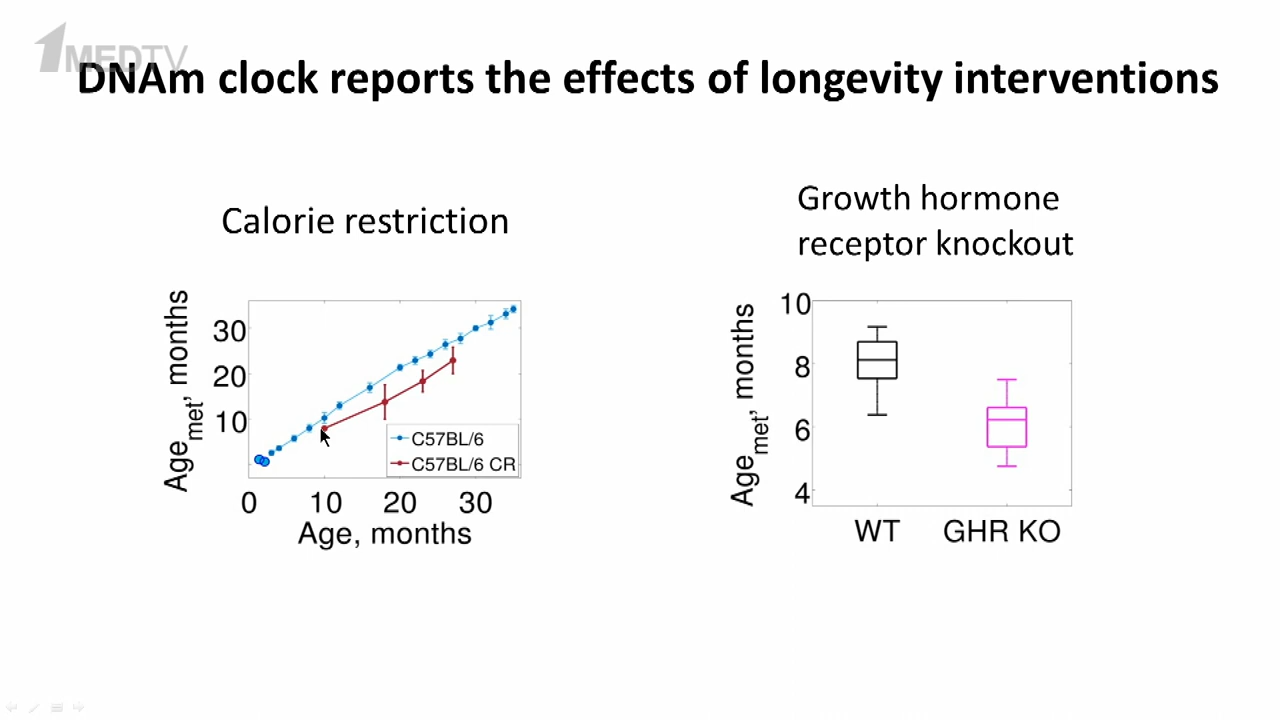 1MEDTV
DNAm clock reports the effects of longevity interventions
Calorie restriction
Growth hormone
receptor knockout
Age_met, months
30
20
10
C57BL/6
C57BL/6 CR
0 10 20 30
Age, months
Age_met, months
10
8
6
4
WT GHR KO